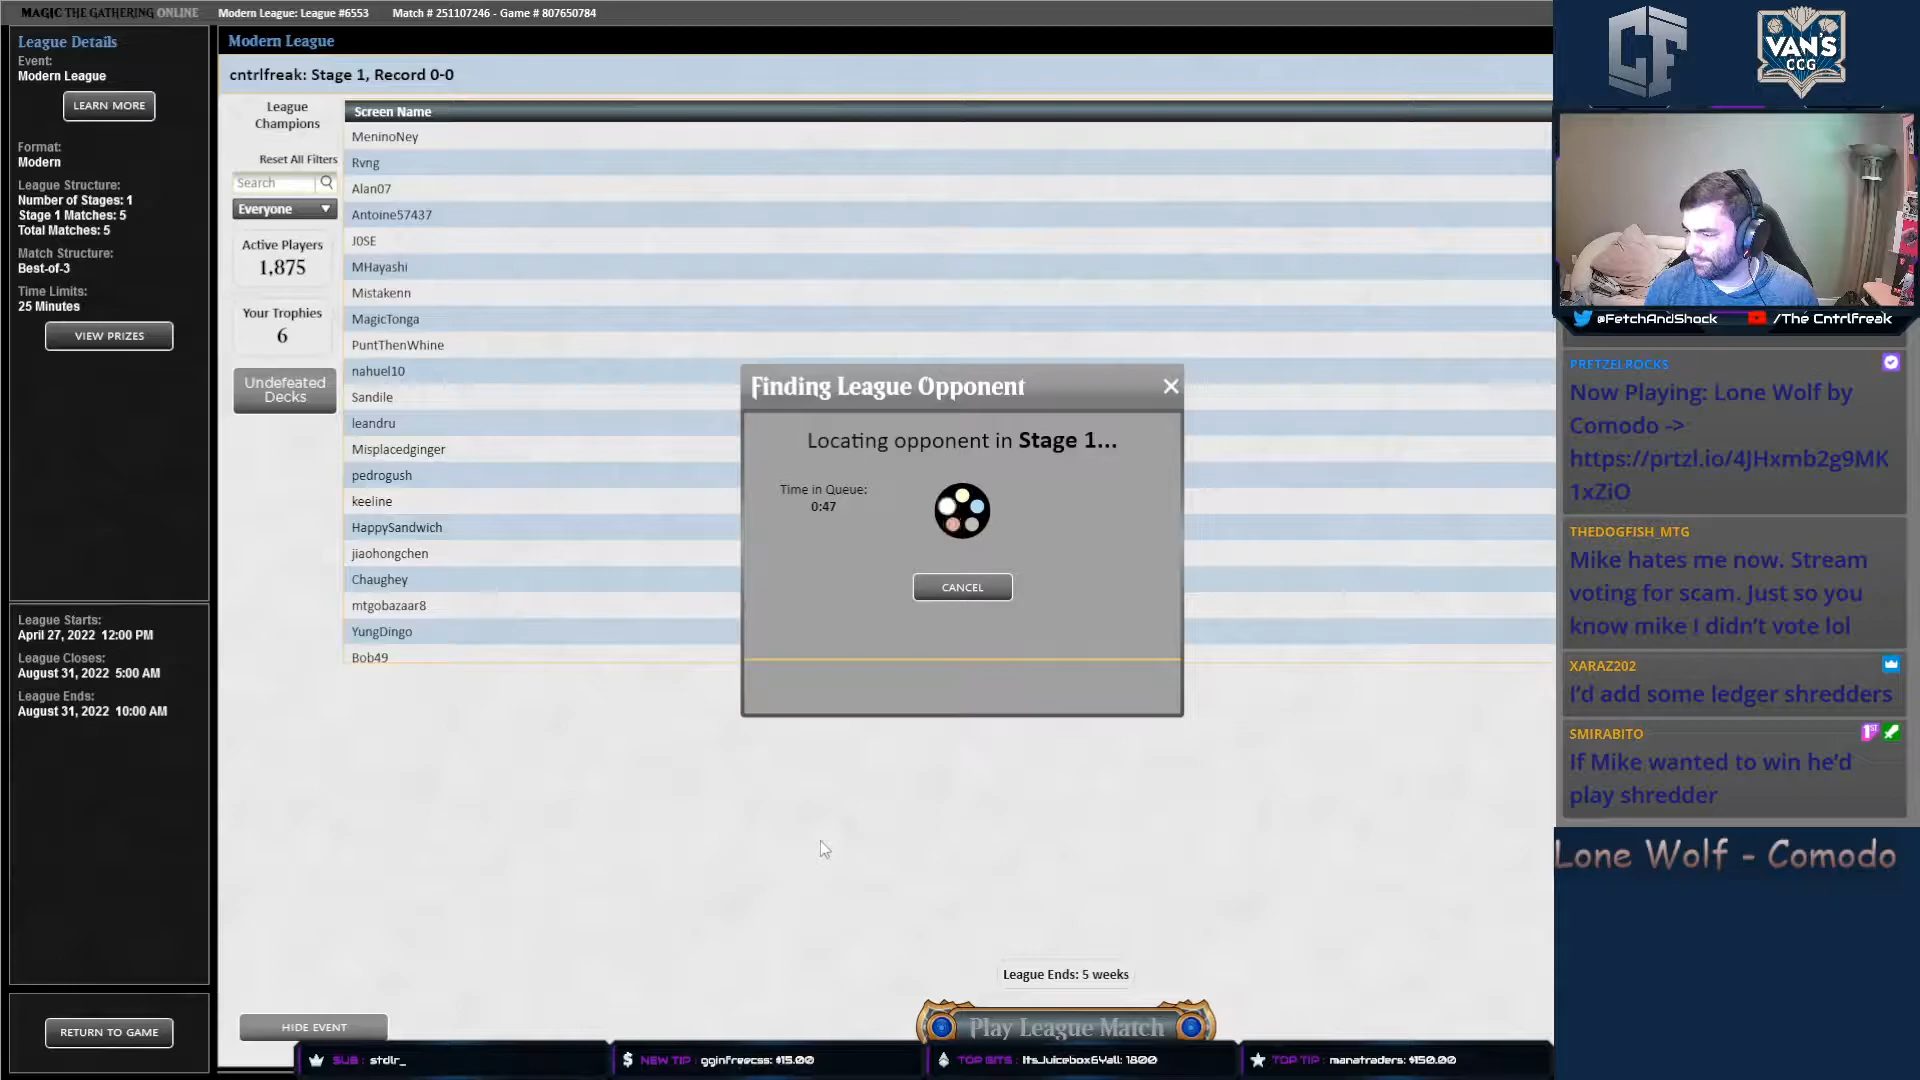 MAGIC THE GATHERING ONLINE
Modern League: League #6553
Match # 251107246 - Game # 807650784
League Details
Event:
Modern League
LEARN MORE
Format:
Modern
League Structure:
Number of Stages: 1
Stage 1 Matches: 5
Total Matches: 5
Match Structure:
Best-of-3
Time Limits:
25 Minutes
VIEW PRIZES
League Starts:
April 27, 2022 12:00 PM
League Closes:
August 31, 2022 5:00 AM
League Ends:
August 31, 2022 10:00 AM
RETURN TO GAME
Modern League
cntrlfreak: Stage 1, Record 0-0
League
Champions
Reset All Filters
Search
Everyone
Active Players
1,875
Your Trophies
6
Undefeated
Decks
Screen Name
MeninoNey
Rvng
Alan07
Antoine57437
J0SE
MHayashi
Mistakenn
MagicTonga
PuntThenWhine
nahuel10
Sandile
leandru
Misplacedginger
pedrogush
keeline
HappySandwich
jiaohongchen
Chaughey
mtgobazaar8
YungDingo
Bob49
Finding League Opponent
Locating opponent in Stage 1...
Time in Queue:
0:47
CANCEL
League Ends: 5 weeks
Play League Match
HIDE EVENT
SUB : stdlr_
NEW TIP : gginfreecss: $15.00
TOP BITS : ItsJuicebox6Yall: 1800
TOP TIP : manatraders: $150.00
CF
VAN'S
CCG
@FetchAndShock
/The Cntrlfreak
PRETZELROCKS
Now Playing: Lone Wolf by
Comodo ->
https://prtzl.io/4JHxmb2g9MK
1xZiO
THEDOGFISH_MTG
Mike hates me now. Stream
voting for scam. Just so you
know mike I didn't vote lol
XARAZ202
I'd add some ledger shredders
SMIRABITO
1ST
If Mike wanted to win he'd
play shredder
Lone Wolf - Comodo